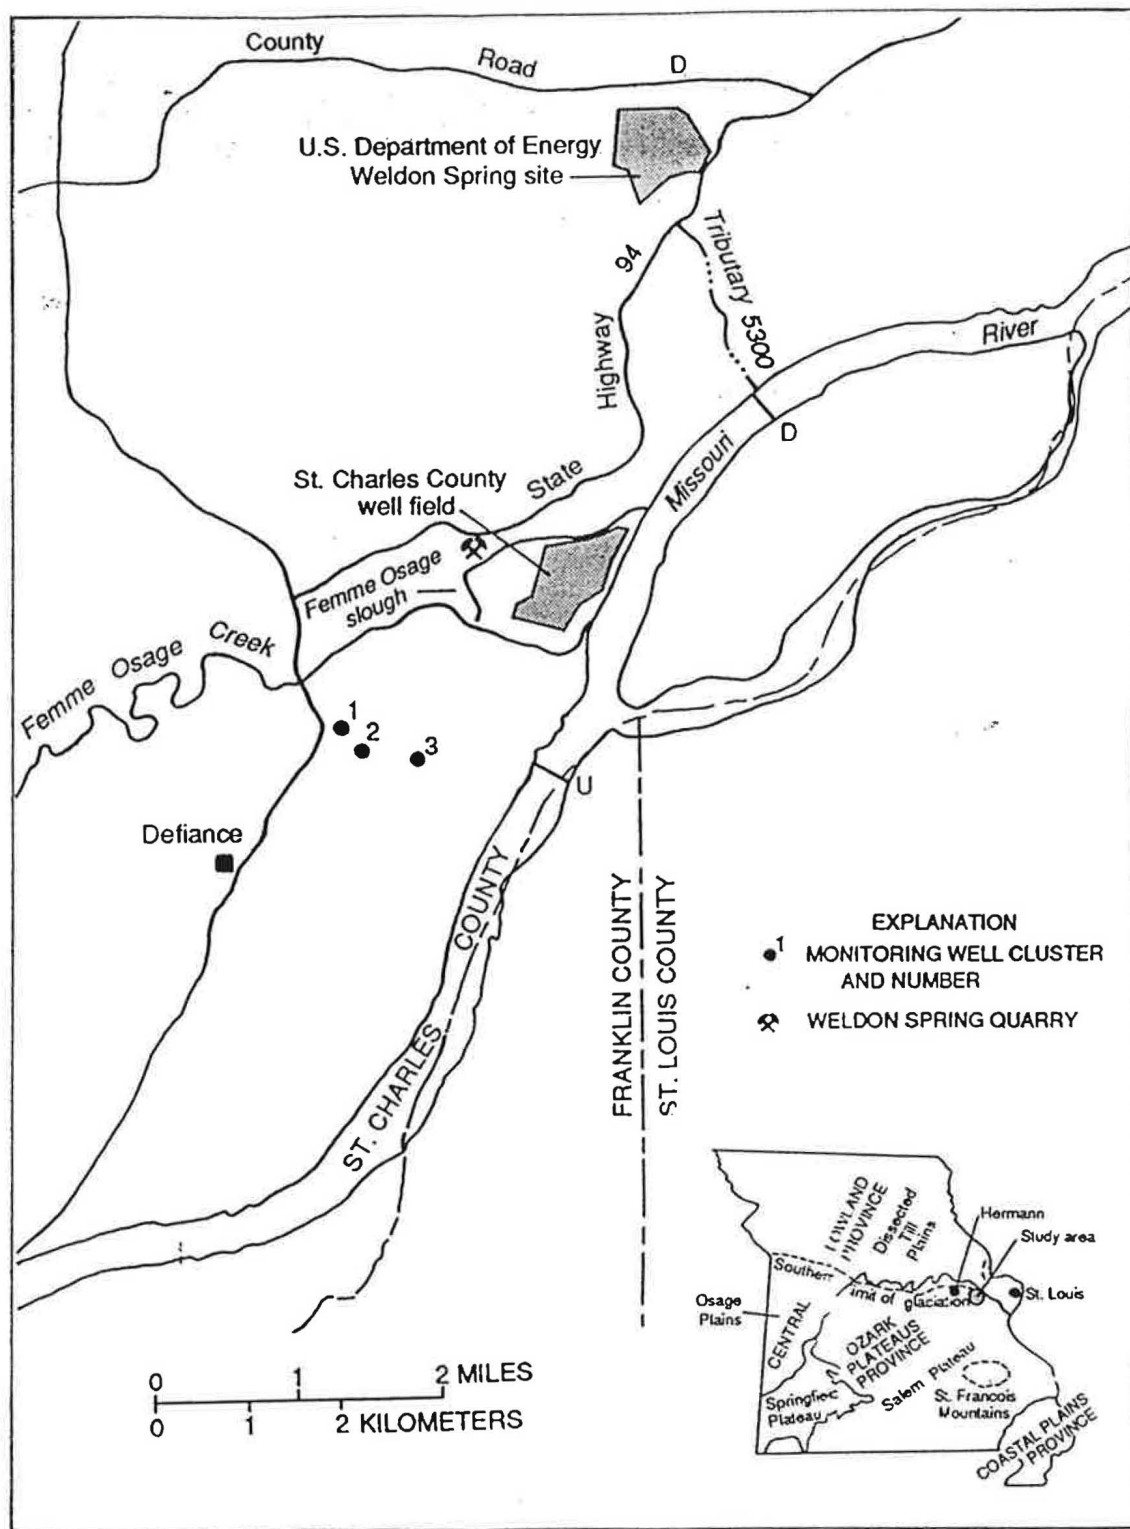 County Road D
U.S. Department of Energy
Weldon Spring site
Tributary 5300
State Highway 94
Missouri River
D
St. Charles County
well field
Femme Osage
slough
Femme Osage Creek
1
2
3
U
Defiance
ST. CHARLES COUNTY
FRANKLIN COUNTY
ST. LOUIS COUNTY
EXPLANATION
1 MONITORING WELL CLUSTER
AND NUMBER
WELDON SPRING QUARRY
0 1 2 MILES
0 1 2 KILOMETERS
LOWLAND
PROVINCE
Dissected
Till
Plains
Hermann
Study area
Southern limit of glaciation
St. Louis
Osage
Plains
CENTRAL
OZARK
PLATEAUS
PROVINCE
Salem Plateau
Springfield
Plateau
St. Francois
Mountains
COASTAL PLAINS
PROVINCE